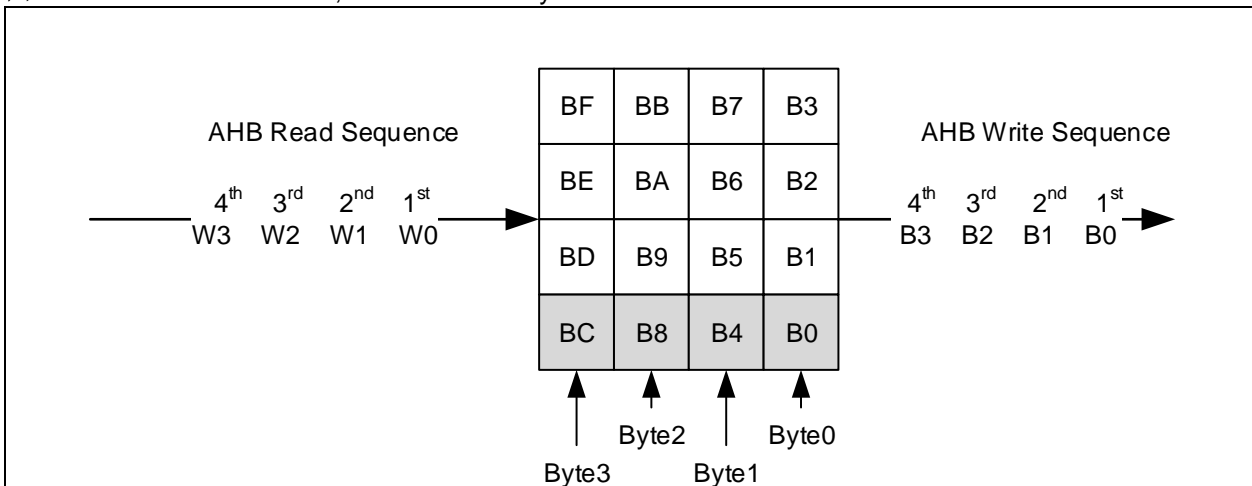 BF BB B7 B3
AHB Read Sequence
AHB Write Sequence
BE BA B6 B2
4th 3rd 2nd 1st
W3 W2 W1 W0
4th 3rd 2nd 1st
B3 B2 B1 B0
BD B9 B5 B1
BC B8 B4 B0
Byte2 Byte0
Byte3 Byte1